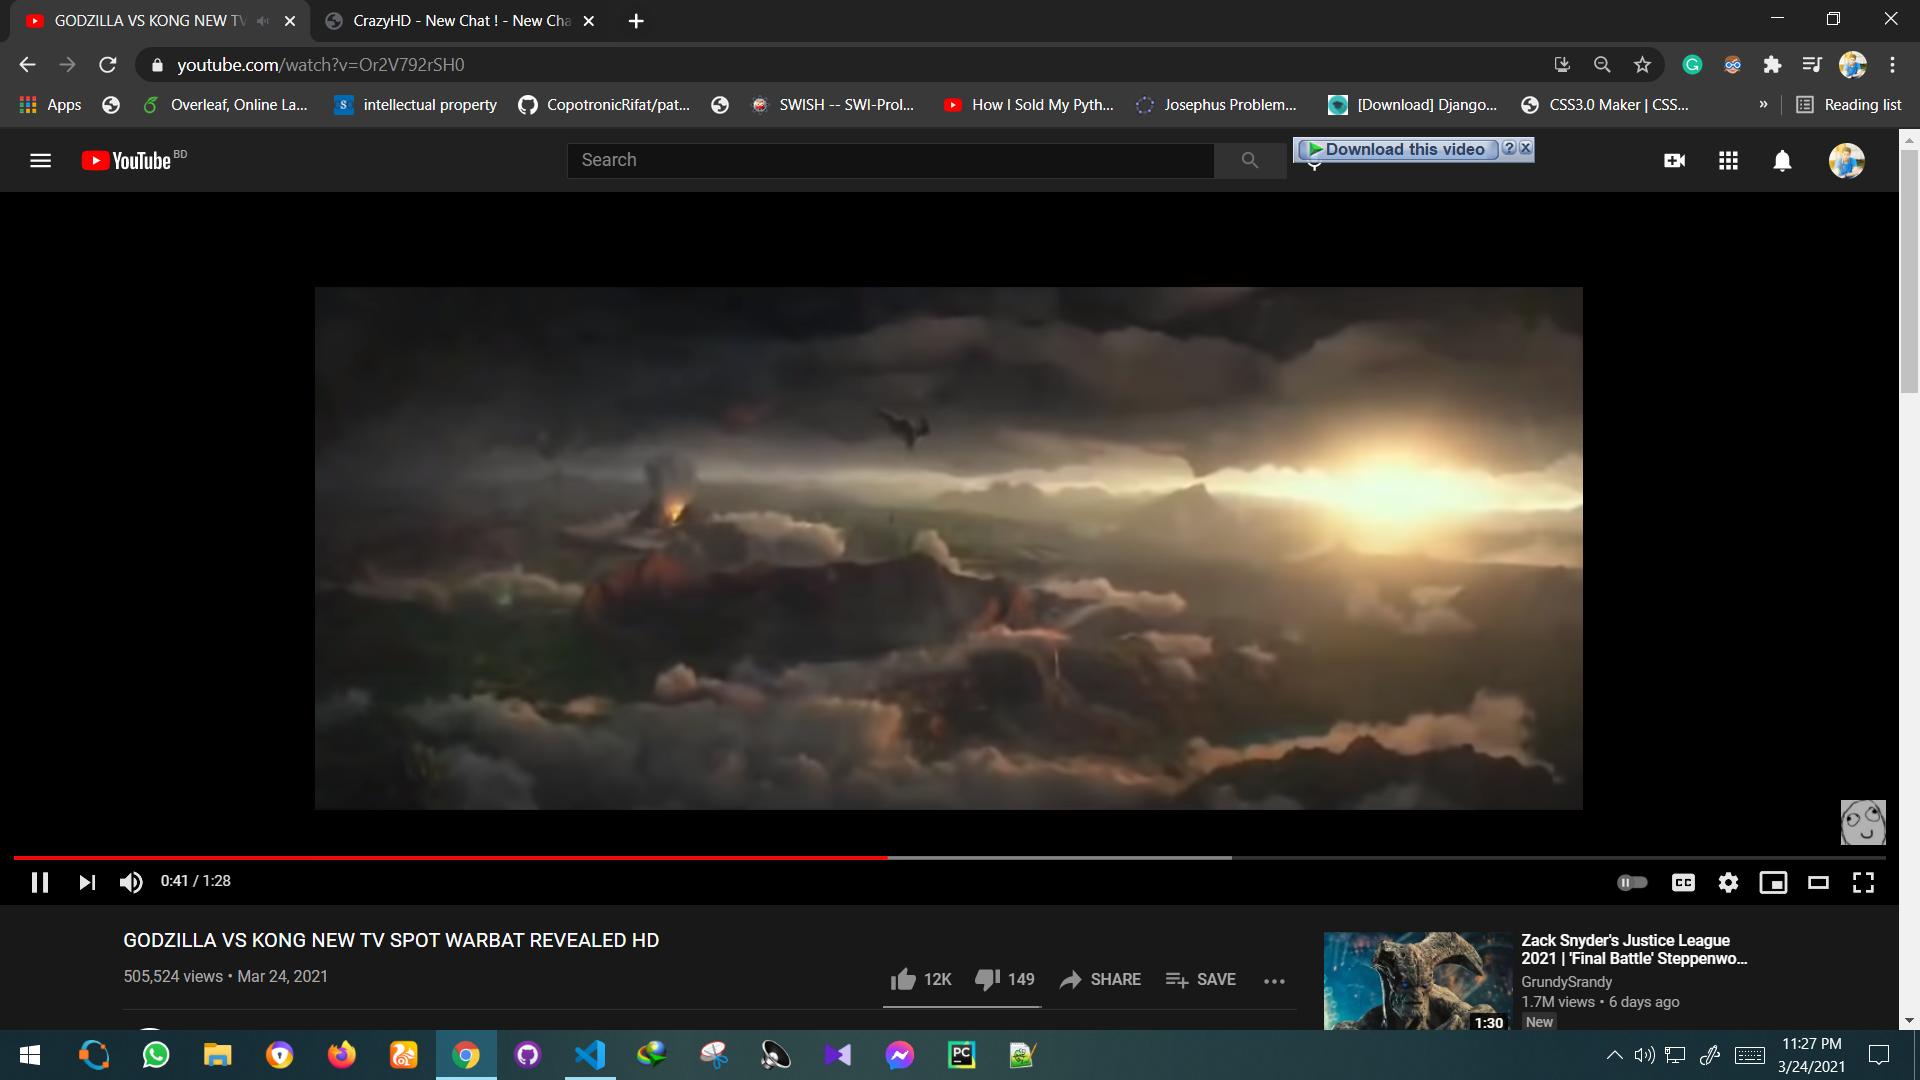 GODZILLA VS KONG NEW TV
CrazyHD - New Chat ! - New Cha
youtube.com/watch?v=Or2V792rSH0
Apps
Overleaf, Online La...
intellectual property
CopotronicRifat/pat...
SWISH -- SWI-Prol...
How I Sold My Pyth...
Josephus Problem...
[Download] Django...
CSS3.0 Maker | CSS...
»
Reading list
YouTube BD
Search
Download this video
0:41 / 1:28
CC
GODZILLA VS KONG NEW TV SPOT WARBAT REVEALED HD
505,524 views • Mar 24, 2021
12K
149
SHARE
SAVE
1:30
Zack Snyder's Justice League
2021 | 'Final Battle' Steppenwo...
GrundySrandy
1.7M views • 6 days ago
New
PC
11:27 PM
3/24/2021